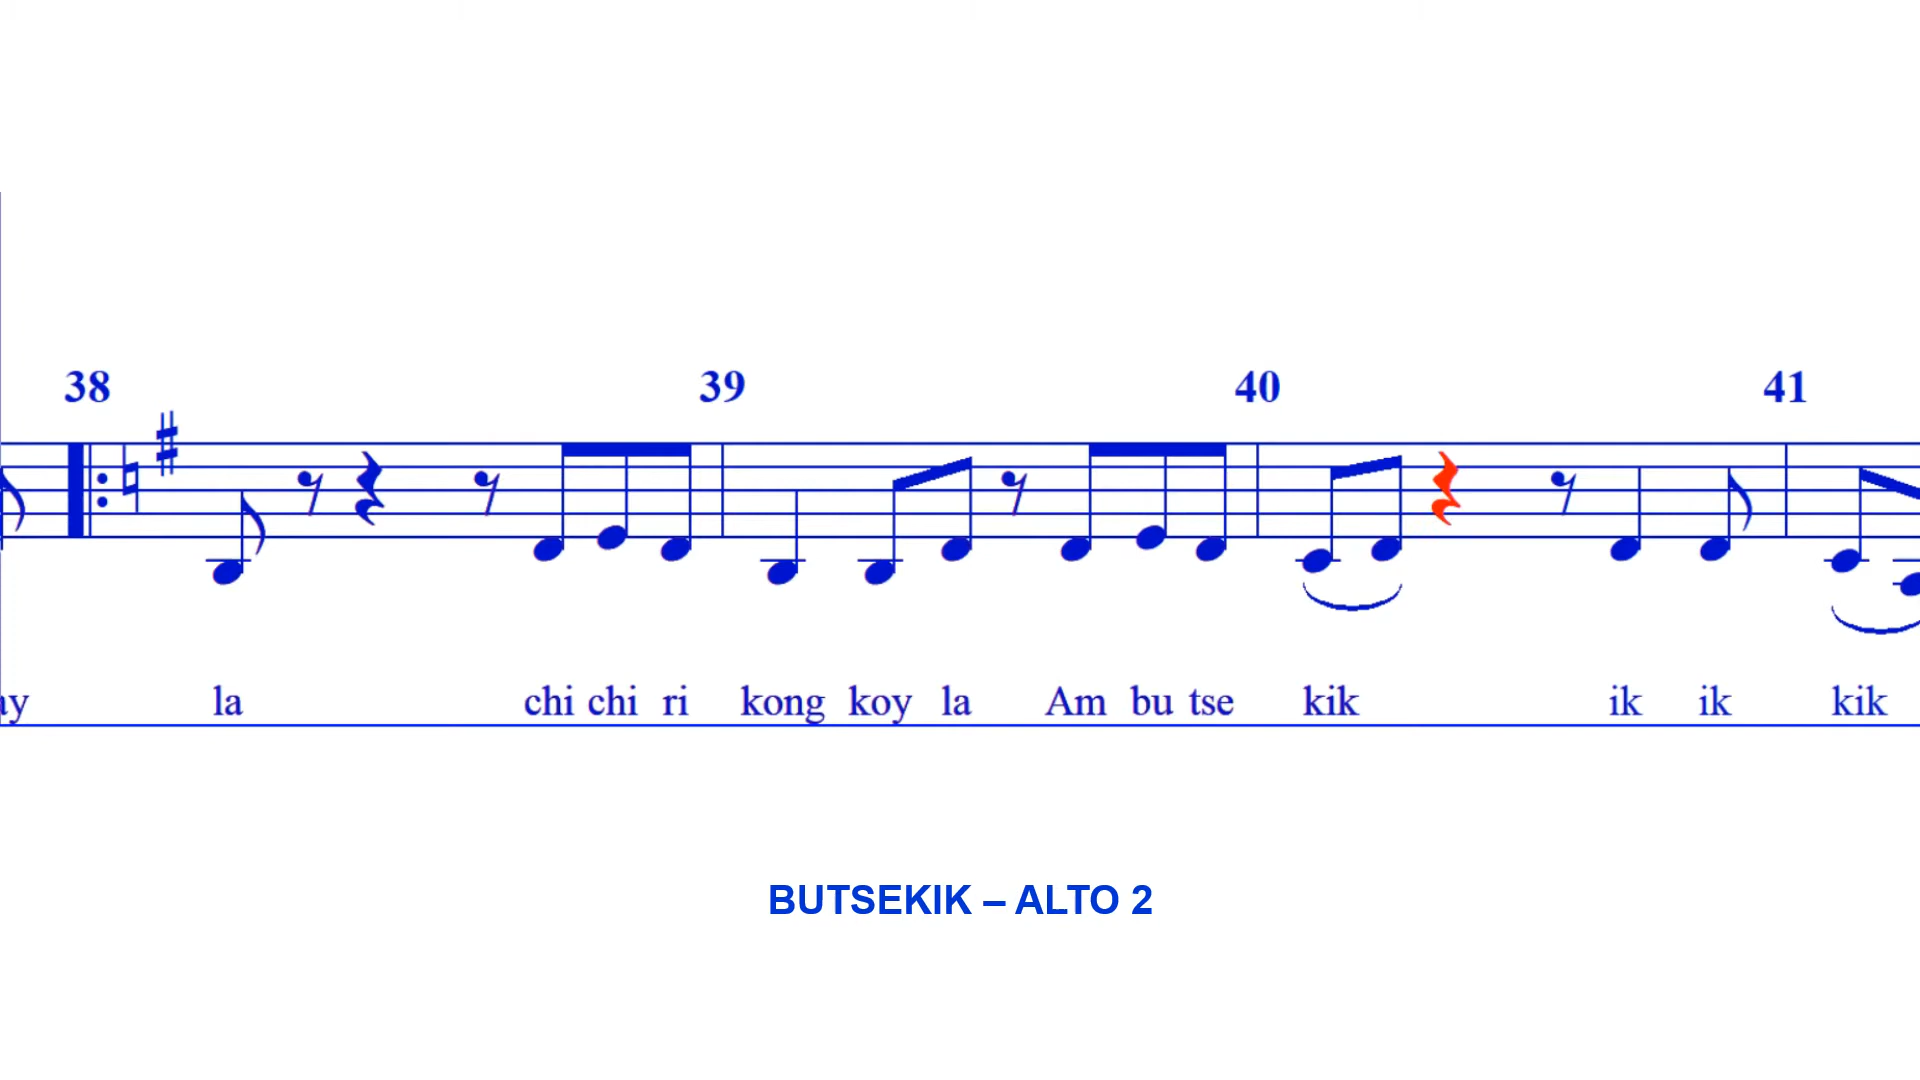 38 39 40 41
la chi chi ri kong koy la Am bu tse kik ik ik kik
BUTSEKIK – ALTO 2